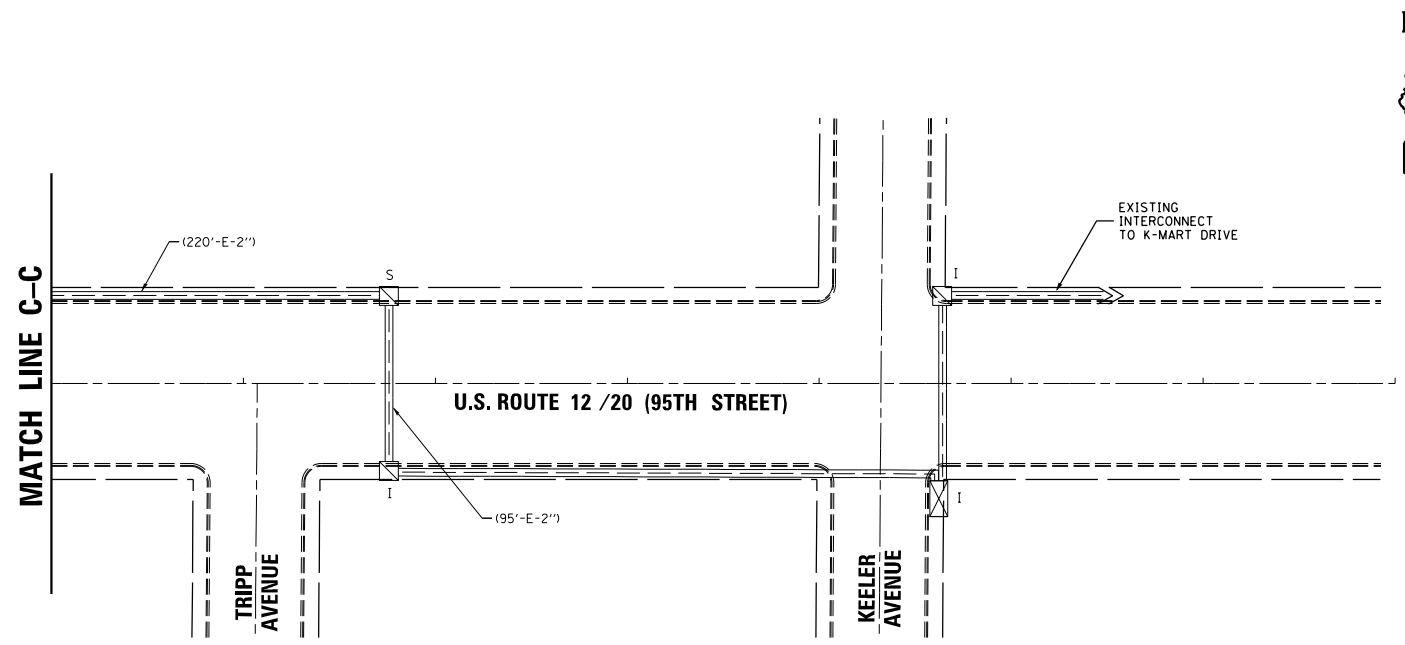 EXISTING
INTERCONNECT
TO K-MART DRIVE
(220'-E-2'')
S
I
MATCH LINE C-C
U.S. ROUTE 12 /20 (95TH STREET)
I
I
(95'-E-2'')
TRIPP
AVENUE
KEELER
AVENUE